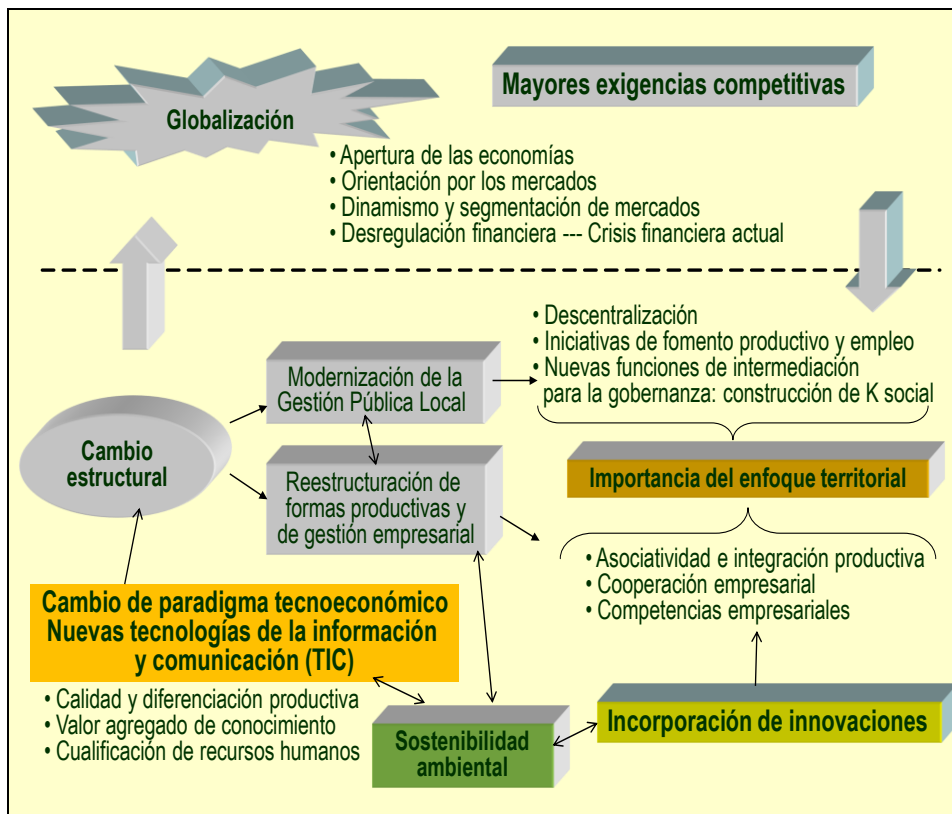 Globalización
Mayores exigencias competitivas
• Apertura de las economías
• Orientación por los mercados
• Dinamismo y segmentación de mercados
• Desregulación financiera --- Crisis financiera actual
• Descentralización
• Iniciativas de fomento productivo y empleo
• Nuevas funciones de intermediación
para la gobernanza: construcción de K social
Modernización de la
Gestión Pública Local
Cambio
estructural
Reestructuración de
formas productivas y
de gestión empresarial
Importancia del enfoque territorial
• Asociatividad e integración productiva
• Cooperación empresarial
• Competencias empresariales
Cambio de paradigma tecnoeconómico
Nuevas tecnologías de la información
y comunicación (TIC)
• Calidad y diferenciación productiva
• Valor agregado de conocimiento
• Cualificación de recursos humanos
Sostenibilidad
ambiental
Incorporación de innovaciones